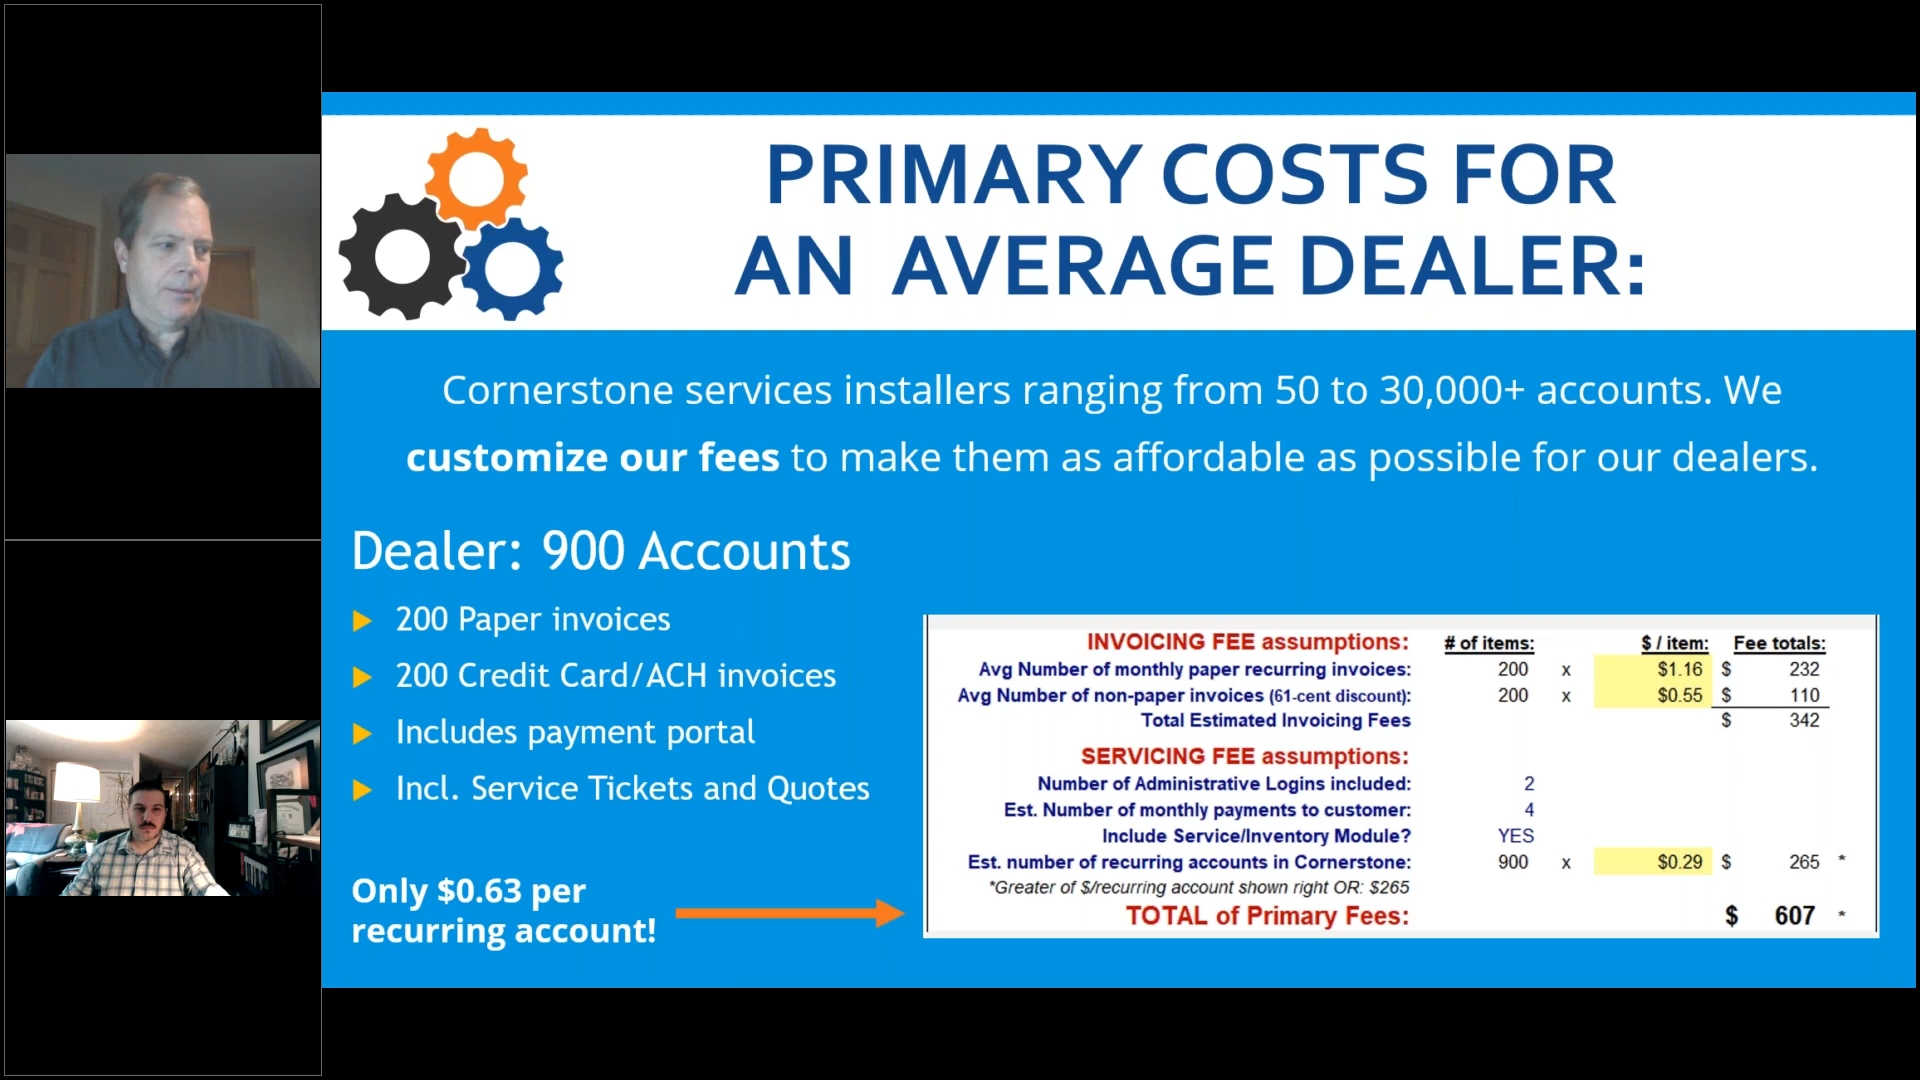 PRIMARY COSTS FOR
AN AVERAGE DEALER:
Cornerstone services installers ranging from 50 to 30,000+ accounts. We
customize our fees to make them as affordable as possible for our dealers.
Dealer: 900 Accounts
200 Paper invoices
200 Credit Card/ACH invoices
Includes payment portal
Incl. Service Tickets and Quotes
Only $0.63 per
recurring account!
INVOICING FEE assumptions: # of items: $ / item: Fee totals:
Avg Number of monthly paper recurring invoices: 200 x $1.16 $ 232
Avg Number of non-paper invoices (61-cent discount): 200 x $0.55 $ 110
Total Estimated Invoicing Fees $ 342
SERVICING FEE assumptions:
Number of Administrative Logins included: 2
Est. Number of monthly payments to customer: 4
Include Service/Inventory Module? YES
Est. number of recurring accounts in Cornerstone: 900 x $0.29 $ 265 *
*Greater of $/recurring account shown right OR: $265
TOTAL of Primary Fees: $ 607 *